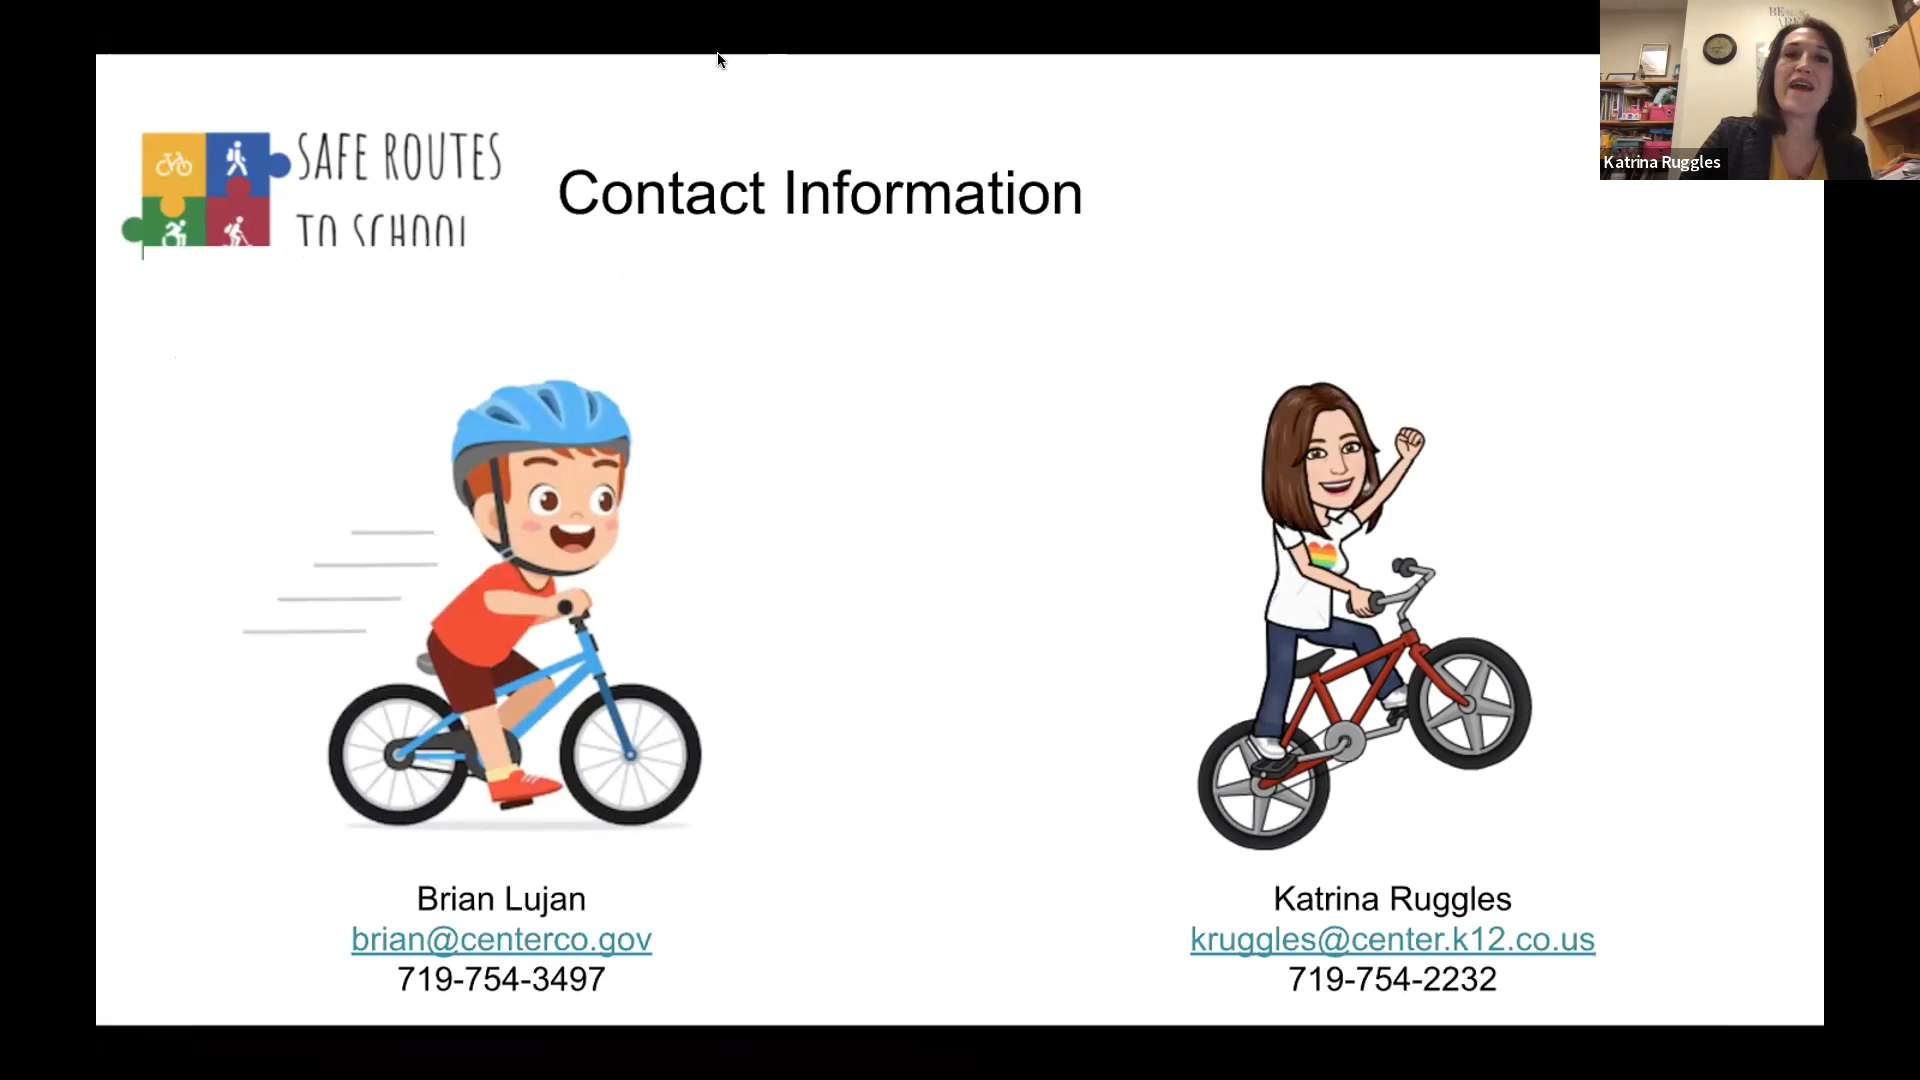 SAFE ROUTES
TO SCHOOL
Contact Information
Katrina Ruggles
Brian Lujan
brian@centerco.gov
719-754-3497
Katrina Ruggles
kruggles@center.k12.co.us
719-754-2232